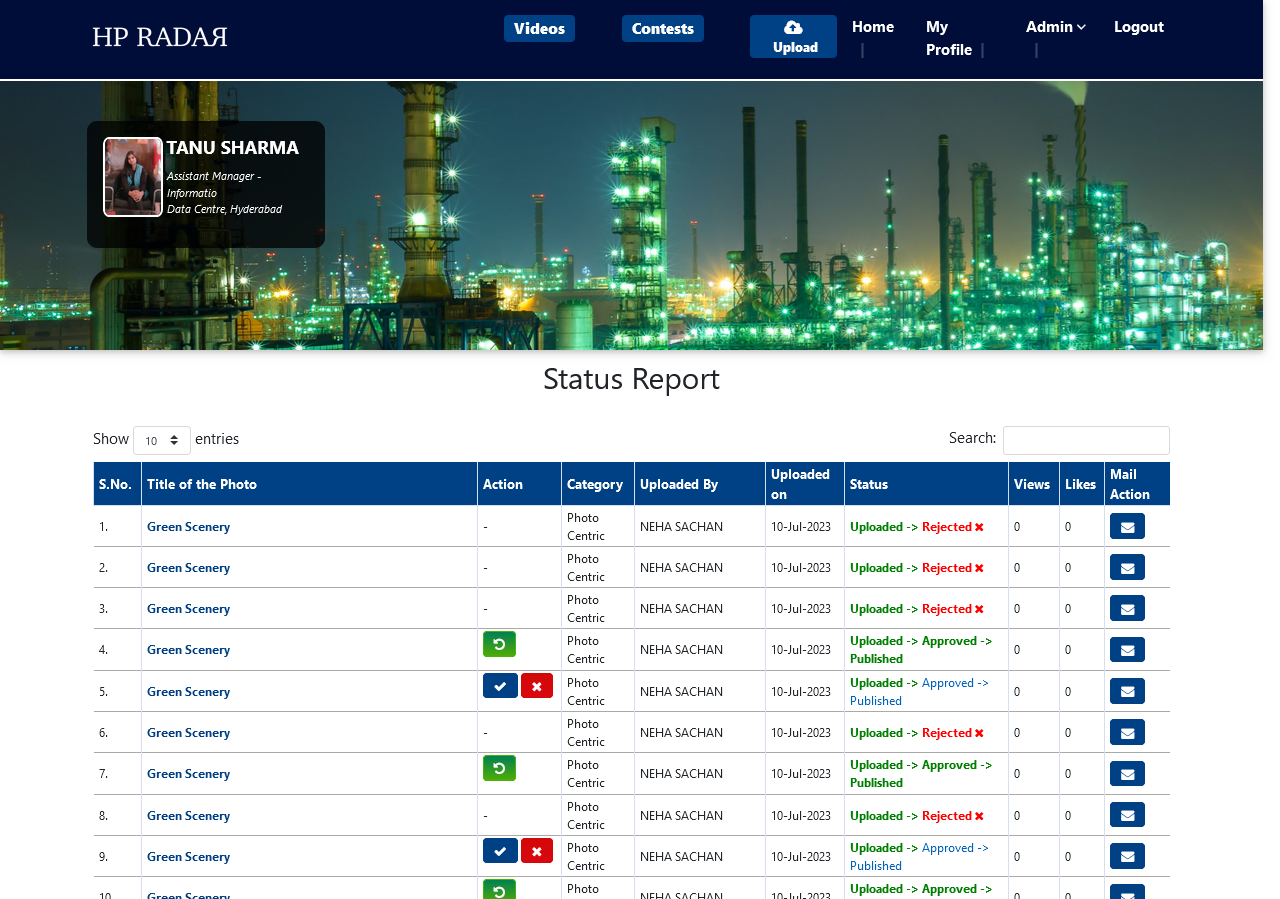 HP RADAЯ
Videos
Contests
Upload
Home |
My Profile |
Admin |
Logout
TANU SHARMA
Assistant Manager -
Informatio
Data Centre, Hyderabad
Status Report
Show 10 entries
Search:
S.No. Title of the Photo Action Category Uploaded By Uploaded on Status Views Likes Mail Action
1. Green Scenery - Photo Centric NEHA SACHAN 10-Jul-2023 Uploaded -> Rejected ✖ 0 0
2. Green Scenery - Photo Centric NEHA SACHAN 10-Jul-2023 Uploaded -> Rejected ✖ 0 0
3. Green Scenery - Photo Centric NEHA SACHAN 10-Jul-2023 Uploaded -> Rejected ✖ 0 0
4. Green Scenery Photo Centric NEHA SACHAN 10-Jul-2023 Uploaded -> Approved -> Published 0 0
5. Green Scenery Photo Centric NEHA SACHAN 10-Jul-2023 Uploaded -> Approved -> Published 0 0
6. Green Scenery - Photo Centric NEHA SACHAN 10-Jul-2023 Uploaded -> Rejected ✖ 0 0
7. Green Scenery Photo Centric NEHA SACHAN 10-Jul-2023 Uploaded -> Approved -> Published 0 0
8. Green Scenery - Photo Centric NEHA SACHAN 10-Jul-2023 Uploaded -> Rejected ✖ 0 0
9. Green Scenery Photo Centric NEHA SACHAN 10-Jul-2023 Uploaded -> Approved -> Published 0 0
10. Green Scenery Photo NEHA SACHAN 10-Jul-2023 Uploaded -> Approved -> 0 0